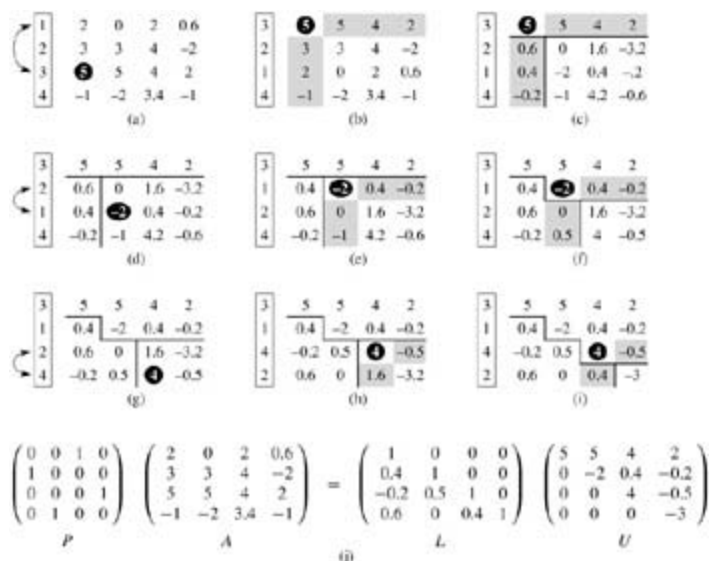 1 2 0 2 0.6
2 3 3 4 –2
3 5 5 4 2
4 –1 –2 3.4 –1
(a)
3 5 5 4 2
2 3 3 4 –2
1 2 0 2 0.6
4 –1 –2 3.4 –1
(b)
3 5 5 4 2
2 0.6 0 1.6 –3.2
1 0.4 –2 0.4 –.2
4 –0.2 –1 4.2 –0.6
(c)
3 5 5 4 2
2 0.6 0 1.6 –3.2
1 0.4 –2 0.4 –0.2
4 –0.2 –1 4.2 –0.6
(d)
3 5 5 4 2
1 0.4 –2 0.4 –0.2
2 0.6 0 1.6 –3.2
4 –0.2 –1 4.2 –0.6
(e)
3 5 5 4 2
1 0.4 –2 0.4 –0.2
2 0.6 0 1.6 –3.2
4 –0.2 0.5 4 –0.5
(f)
3 5 5 4 2
1 0.4 –2 0.4 –0.2
2 0.6 0 1.6 –3.2
4 –0.2 0.5 4 –0.5
(g)
3 5 5 4 2
1 0.4 –2 0.4 –0.2
4 –0.2 0.5 4 –0.5
2 0.6 0 1.6 –3.2
(h)
3 5 5 4 2
1 0.4 –2 0.4 –0.2
4 –0.2 0.5 4 –0.5
2 0.6 0 0.4 –3
(i)
0 0 1 0 2 0 2 0.6 1 0 0 0 5 5 4 2
1 0 0 0 3 3 4 –2 0.4 1 0 0 0 –2 0.4 –0.2
=
0 0 0 1 5 5 4 2 –0.2 0.5 1 0 0 0 4 –0.5
0 1 0 0 –1 –2 3.4 –1 0.6 0 0.4 1 0 0 0 –3
P A L U
(j)